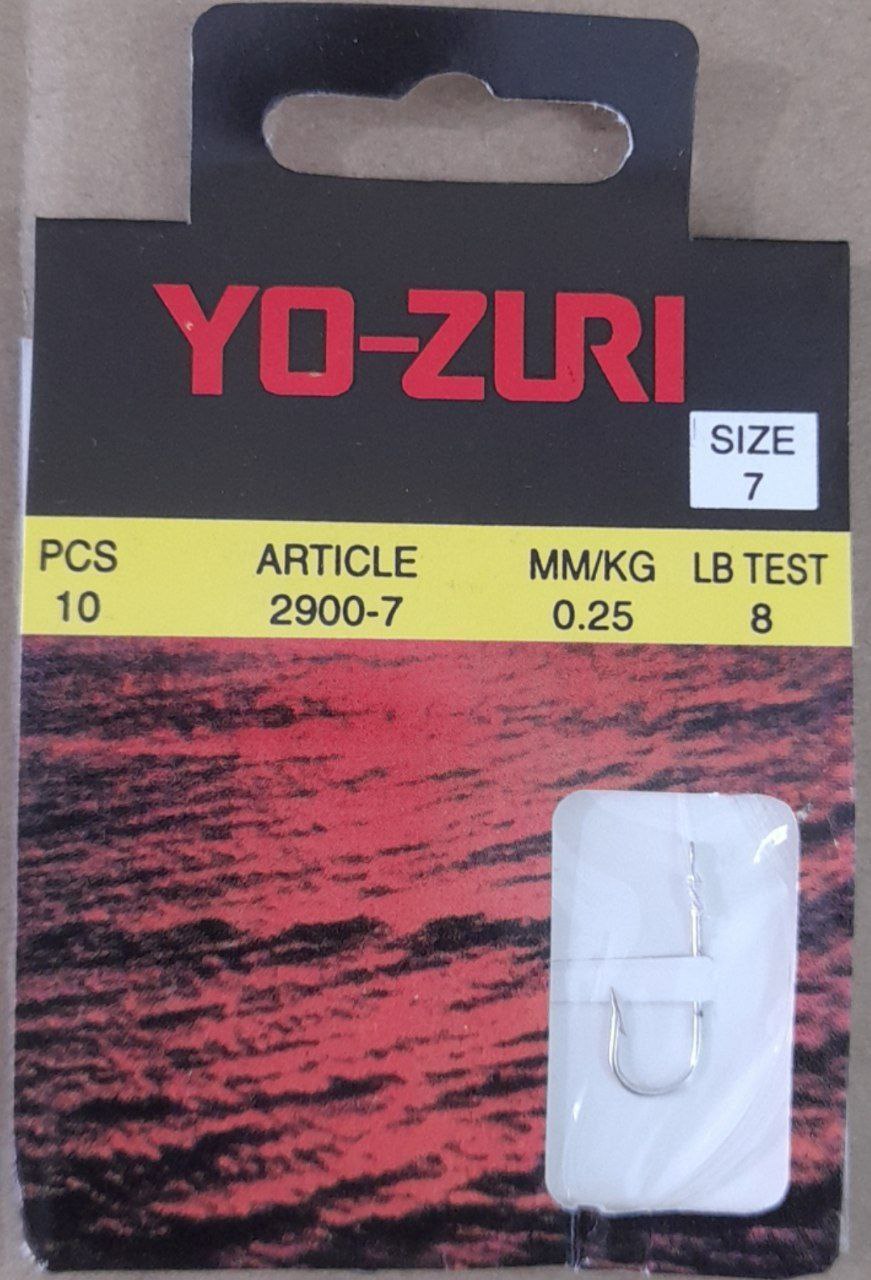 YO-ZURI
SIZE
7
PCS ARTICLE MM/KG LB TEST
10 2900-7 0.25 8